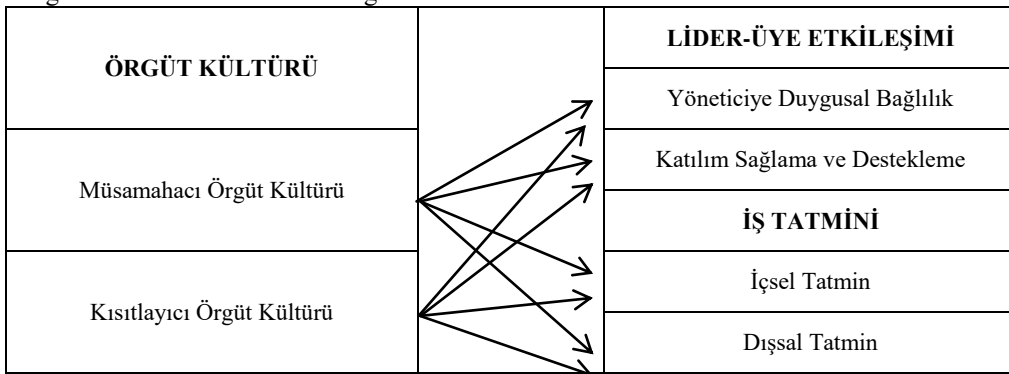 ÖRGÜT KÜLTÜRÜ
Müsamahacı Örgüt Kültürü
Kısıtlayıcı Örgüt Kültürü
LİDER-ÜYE ETKİLEŞİMİ
Yöneticiye Duygusal Bağlılık
Katılım Sağlama ve Destekleme
İŞ TATMİNİ
İçsel Tatmin
Dışsal Tatmin